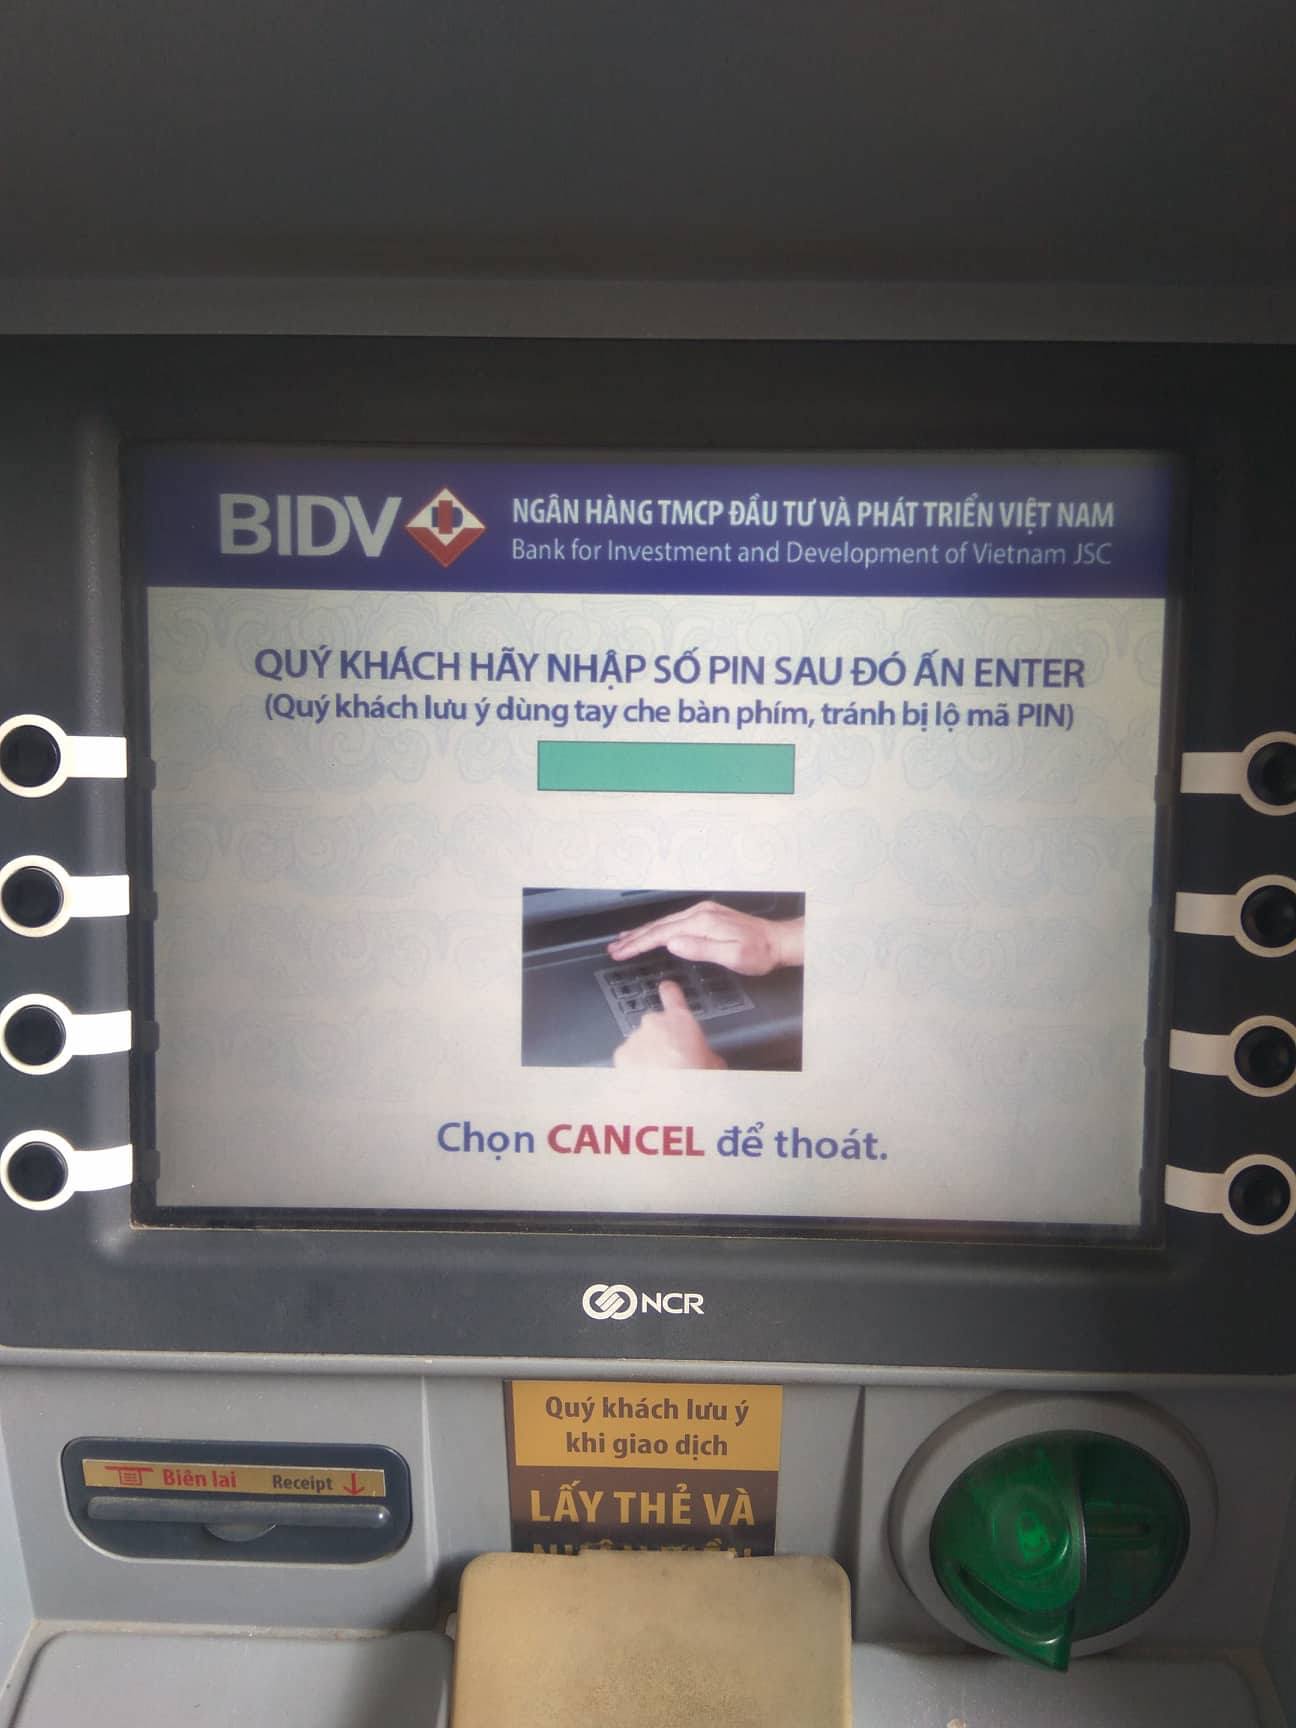 BIDV
NGÂN HÀNG TMCP ĐẦU TƯ VÀ PHÁT TRIỂN VIỆT NAM
Bank for Investment and Development of Vietnam JSC
QUÝ KHÁCH HÃY NHẬP SỐ PIN SAU ĐÓ ẤN ENTER
(Quý khách lưu ý dùng tay che bàn phím, tránh bị lộ mã PIN)
Chọn CANCEL để thoát.
NCR
Quý khách lưu ý
khi giao dịch
LẤY THẺ VÀ
Biên lai Receipt